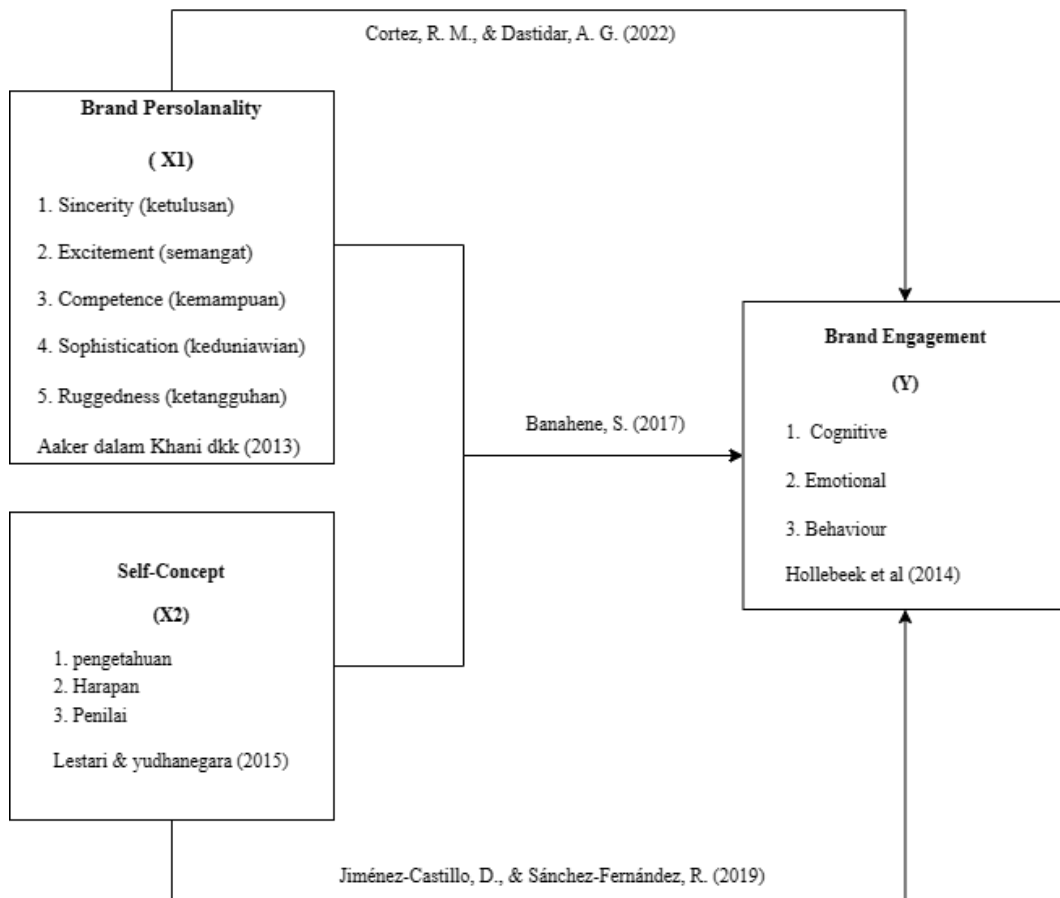 Cortez, R. M., & Dastidar, A. G. (2022)
Brand Persolanality
( X1)
1. Sincerity (ketulusan)
2. Excitement (semangat)
3. Competence (kemampuan)
4. Sophistication (keduniawian)
5. Ruggedness (ketangguhan)
Aaker dalam Khani dkk (2013)
Banahene, S. (2017)
Brand Engagement
(Y)
1. Cognitive
2. Emotional
3. Behaviour
Hollebeek et al (2014)
Self-Concept
(X2)
1. pengetahuan
2. Harapan
3. Penilai
Lestari & yudhanegara (2015)
Jiménez-Castillo, D., & Sánchez-Fernández, R. (2019)